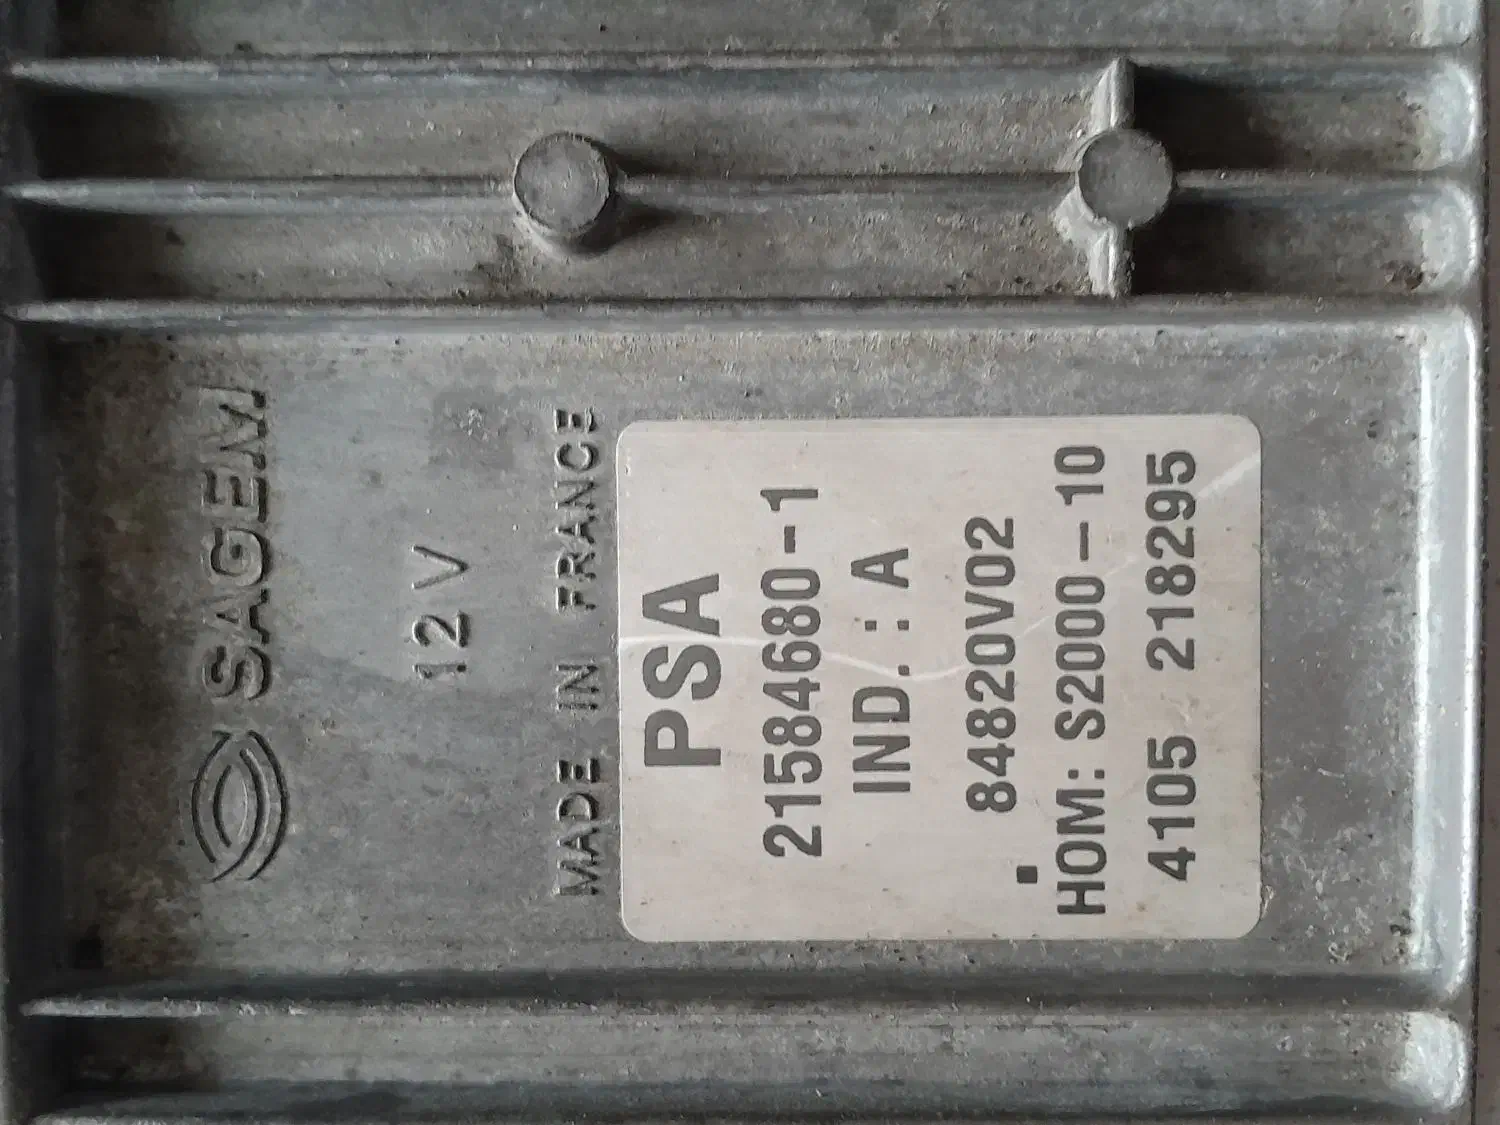 SAGEM
12V
MADE IN FRANCE
PSA
21584680-1
IND.:A
84820V02
HOM: S2000-10
4105 218295